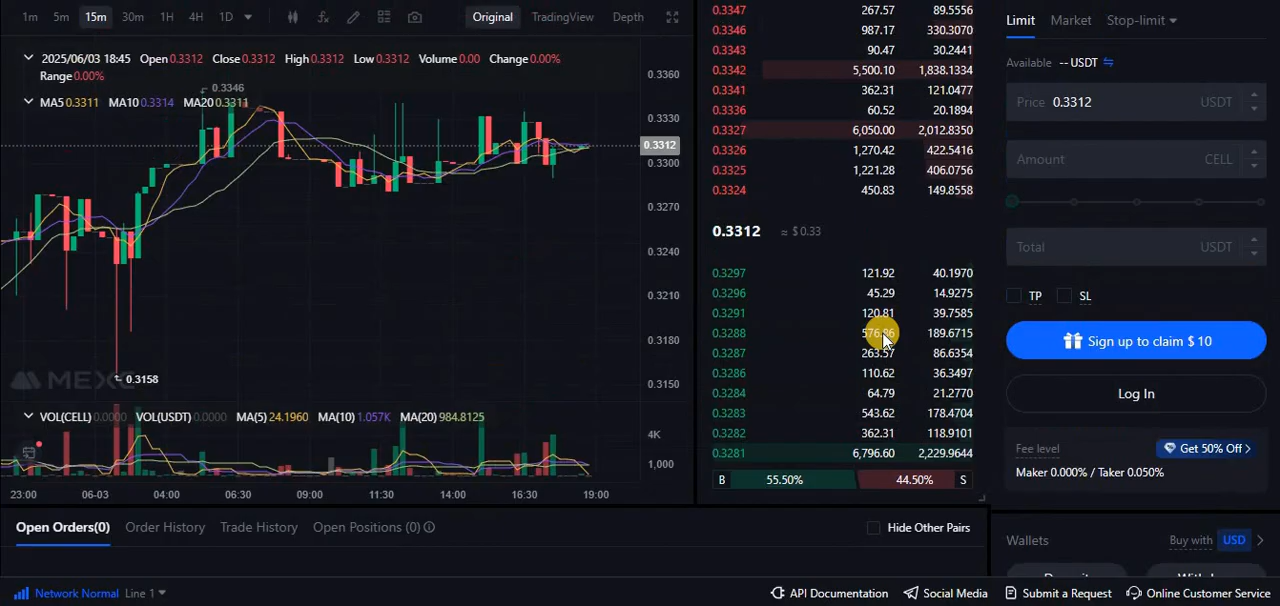 1m 5m 15m 30m 1H 4H 1D Original TradingView Depth
2025/06/03 18:45 Open 0.3312 Close 0.3312 High 0.3312 Low 0.3312 Volume 0.00 Change 0.00%
Range 0.00%
MA5 0.3311 MA10 0.3314 MA20 0.3311
0.3346
0.3158
0.3360
0.3330
0.3312
0.3300
0.3270
0.3240
0.3210
0.3180
0.3150
MEXC
VOL(CELL) 0.0000 VOL(USDT) 0.0000 MA(5) 24.1960 MA(10) 1.057K MA(20) 984.8125
4K
1,000
23:00 06-03 04:00 06:30 09:00 11:30 14:00 16:30 19:00
0.3347 267.57 89.5556
0.3346 987.17 330.3070
0.3343 90.47 30.2441
0.3342 5,500.10 1,838.1334
0.3341 362.31 121.0477
0.3336 60.52 20.1894
0.3327 6,050.00 2,012.8350
0.3326 1,270.42 422.5416
0.3325 1,221.28 406.0756
0.3324 450.83 149.8558
0.3312 ≈ $ 0.33
0.3297 121.92 40.1970
0.3296 45.29 14.9275
0.3291 120.81 39.7585
0.3288 576.86 189.6715
0.3287 263.57 86.6354
0.3286 110.62 36.3497
0.3284 64.79 21.2770
0.3283 543.62 178.4704
0.3282 362.31 118.9101
0.3281 6,796.60 2,229.9644
B 55.50% 44.50% S
Limit Market Stop-limit
Available -- USDT
Price 0.3312 USDT
Amount CELL
Total USDT
TP SL
Sign up to claim $ 10
Log In
Fee level Get 50% Off
Maker 0.000% / Taker 0.050%
Open Orders(0) Order History Trade History Open Positions (0) Hide Other Pairs
Wallets Buy with USD
Network Normal Line 1 API Documentation Social Media Submit a Request Online Customer Service